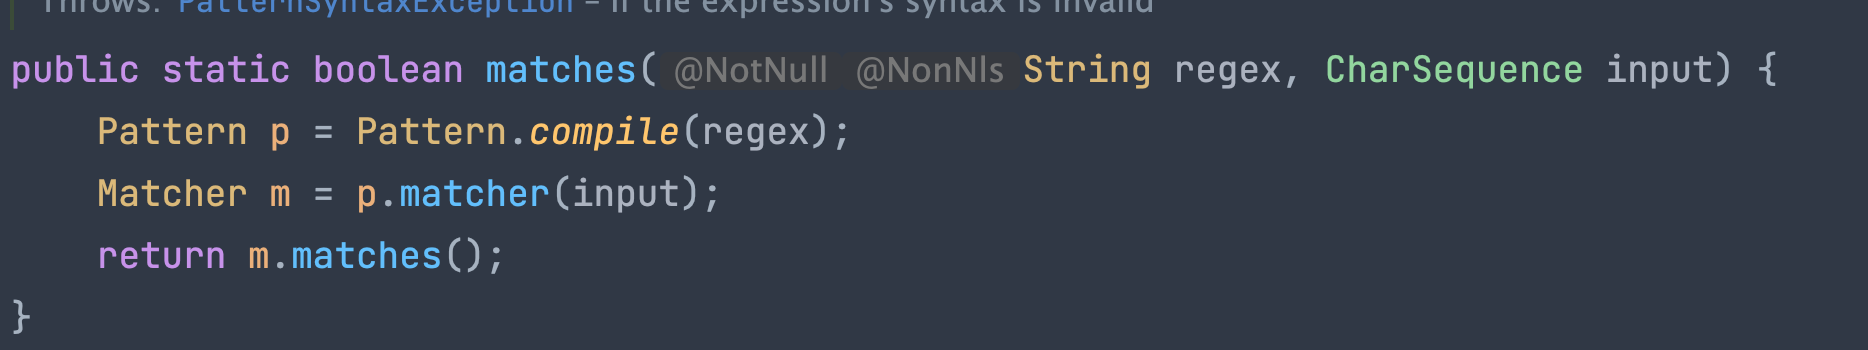 Throws: PatternSyntaxException – If the expression's syntax is invalid
public static boolean matches( @NotNull @NonNls String regex, CharSequence input) {
Pattern p = Pattern.compile(regex);
Matcher m = p.matcher(input);
return m.matches();
}